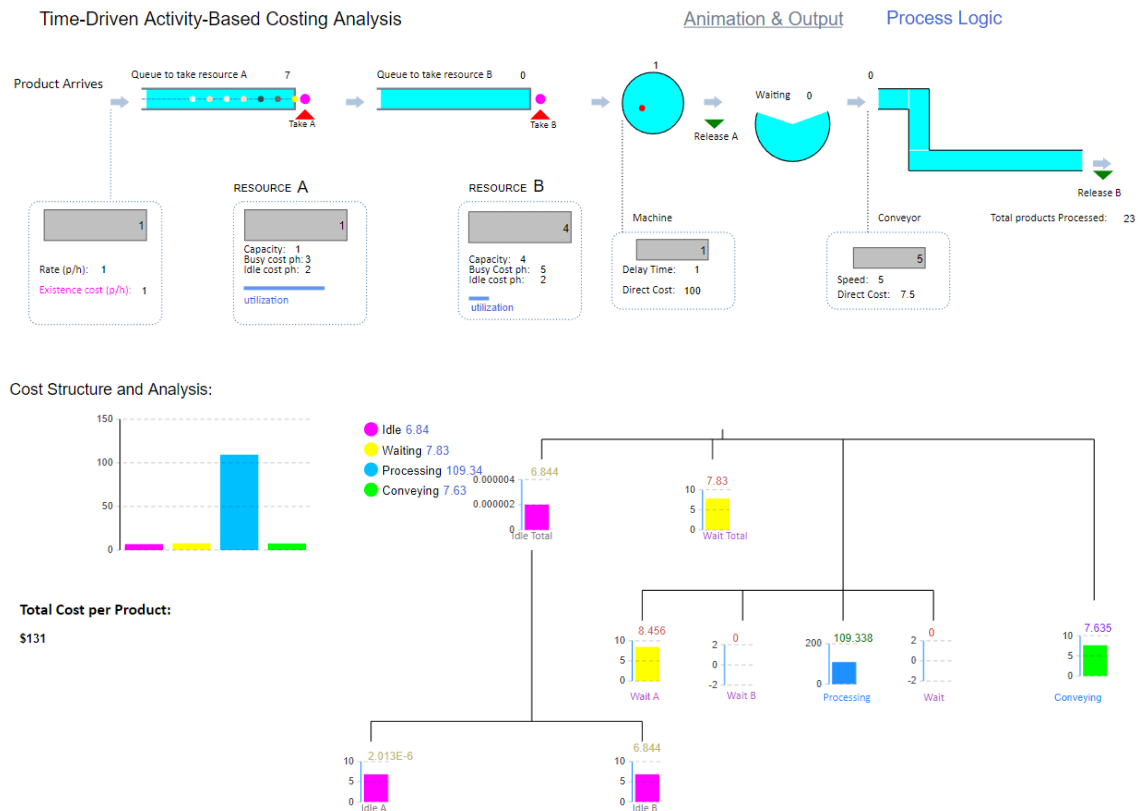 Time-Driven Activity-Based Costing Analysis
Animation & Output
Process Logic
Product Arrives
Queue to take resource A 7
Take A
Queue to take resource B 0
Take B
1
Release A
Waiting 0
0
Release B
1
Rate (p/h): 1
Existence cost (p/h): 1
RESOURCE A
1
Capacity: 1
Busy cost ph: 3
Idle cost ph: 2
utilization
RESOURCE B
4
Capacity: 4
Busy Cost ph: 5
Idle cost ph: 2
utilization
Machine
1
Delay Time: 1
Direct Cost: 100
Conveyor
5
Speed: 5
Direct Cost: 7.5
Total products Processed: 23
Cost Structure and Analysis:
150
100
50
0
Idle 6.84
Waiting 7.83
Processing 109.34
Conveying 7.63
Total Cost per Product:
$131
6.844
0.000004
0.000002
0
Idle Total
7.83
10
5
0
Wait Total
8.456
10
5
0
Wait A
0
2
0
-2
Wait B
109.338
200
0
Processing
0
2
0
-2
Wait
7.635
10
5
0
Conveying
2.013E-6
10
5
0
Idle A
6.844
10
5
0
Idle B